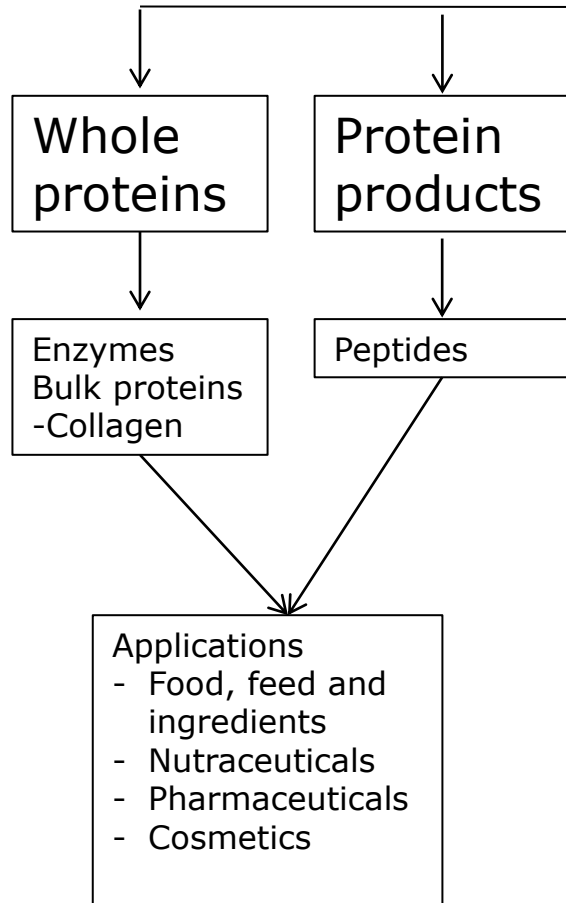 Whole
proteins
Protein
products
Enzymes
Bulk proteins
-Collagen
Peptides
Applications
- Food, feed and
ingredients
- Nutraceuticals
- Pharmaceuticals
- Cosmetics